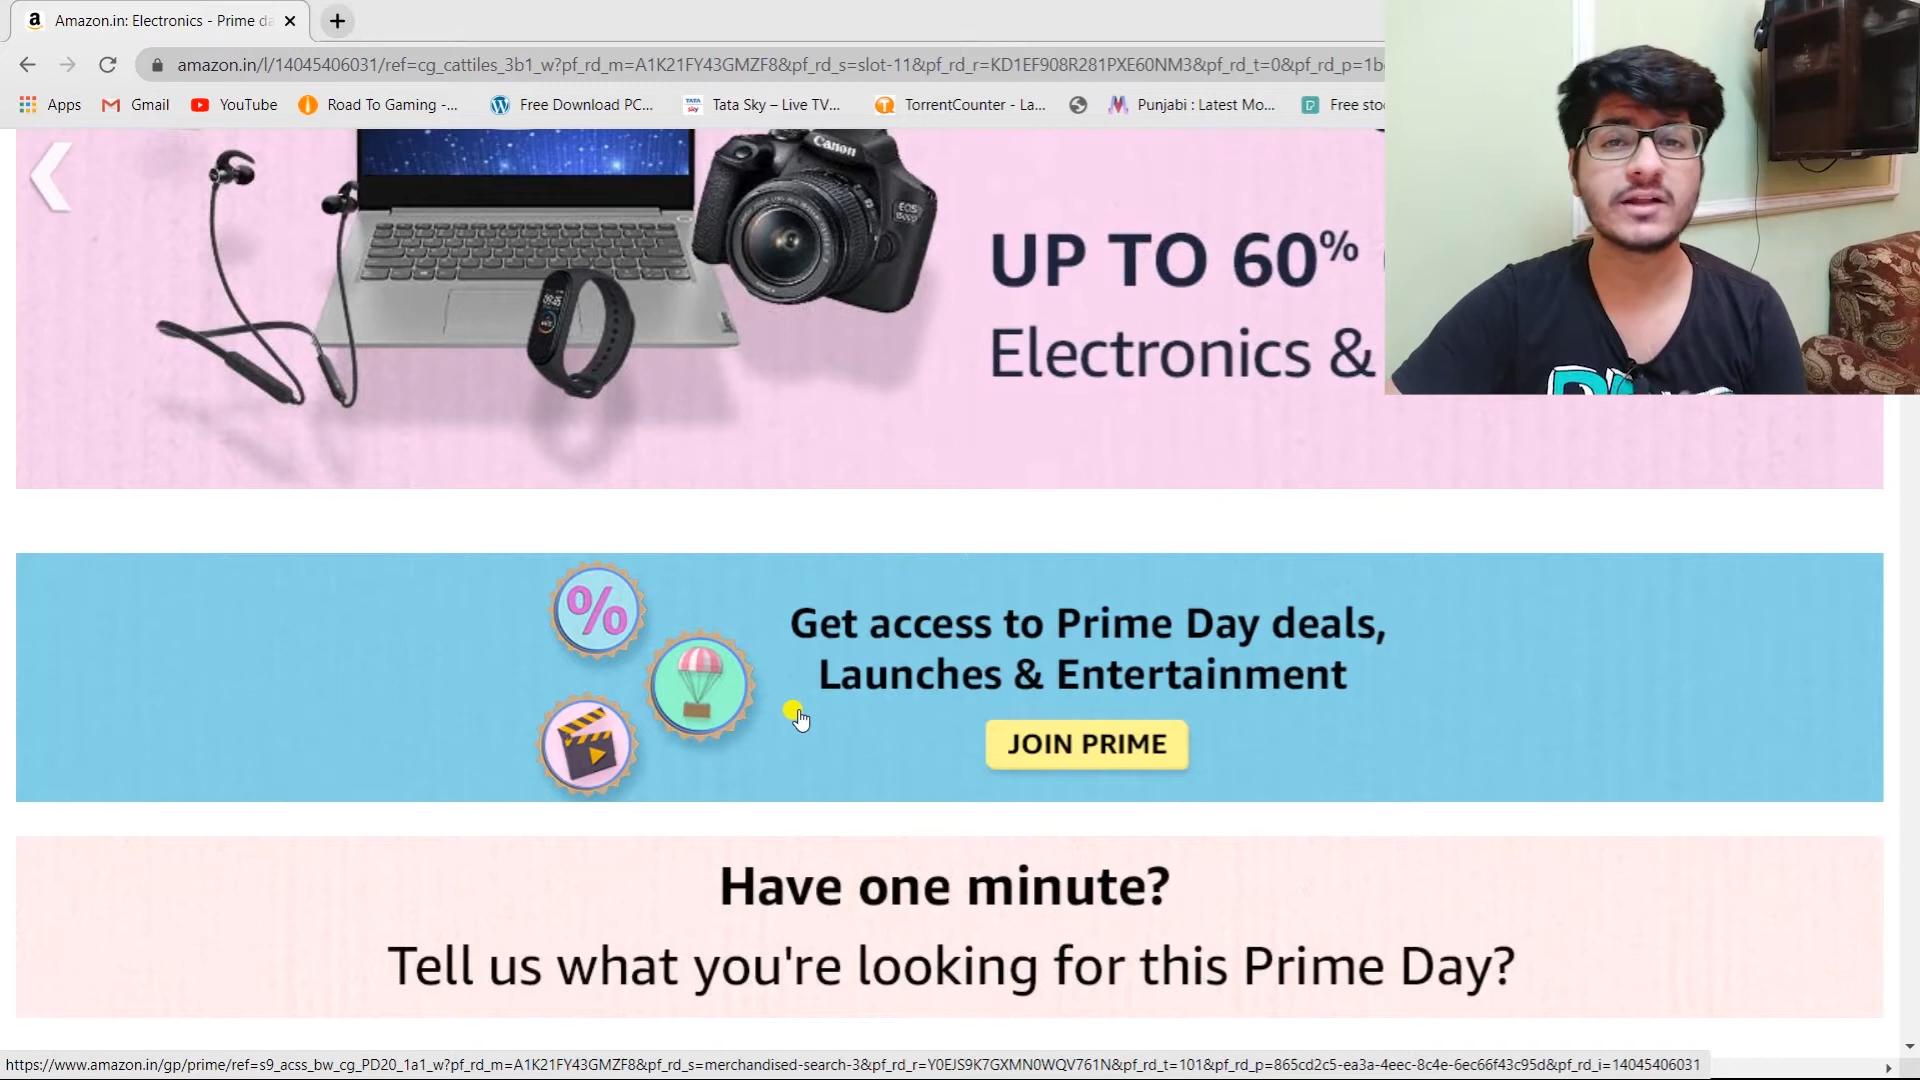 Amazon.in: Electronics - Prime da
amazon.in/l/14045406031/ref=cg_cattiles_3b1_w?pf_rd_m=A1K21FY43GMZF8&pf_rd_s=slot-11&pf_rd_r=KD1EF908R281PXE60NM3&pf_rd_t=0&pf_rd_p=1b
Apps Gmail YouTube Road To Gaming -... Free Download PC... Tata Sky – Live TV... TorrentCounter - La... Punjabi : Latest Mo... Free sto
Canon
EOS
UP TO 60%
Electronics &
Get access to Prime Day deals,
Launches & Entertainment
JOIN PRIME
Have one minute?
Tell us what you're looking for this Prime Day?
https://www.amazon.in/gp/prime/ref=s9_acss_bw_cg_PD20_1a1_w?pf_rd_m=A1K21FY43GMZF8&pf_rd_s=merchandised-search-3&pf_rd_r=Y0EJS9K7GXMN0WQV761N&pf_rd_t=101&pf_rd_p=865cd2c5-ea3a-4eec-8c4e-6ec66f43c95d&pf_rd_i=14045406031